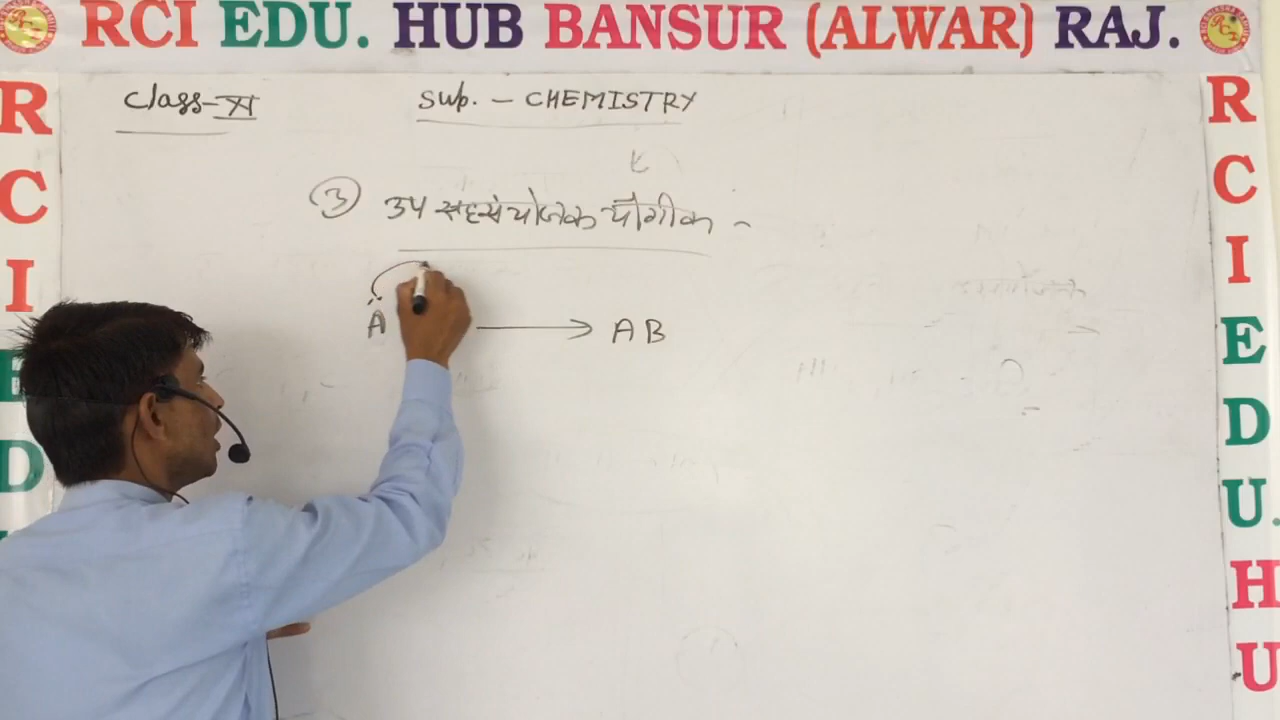 RCI EDU. HUB BANSUR (ALWAR) RAJ.
Class-XI Sub. - CHEMISTRY
③ उप सहसंयोजक यौगीक -
Ä → AB
R
C
I
E
D
R
C
I
E
D
U.
H
U